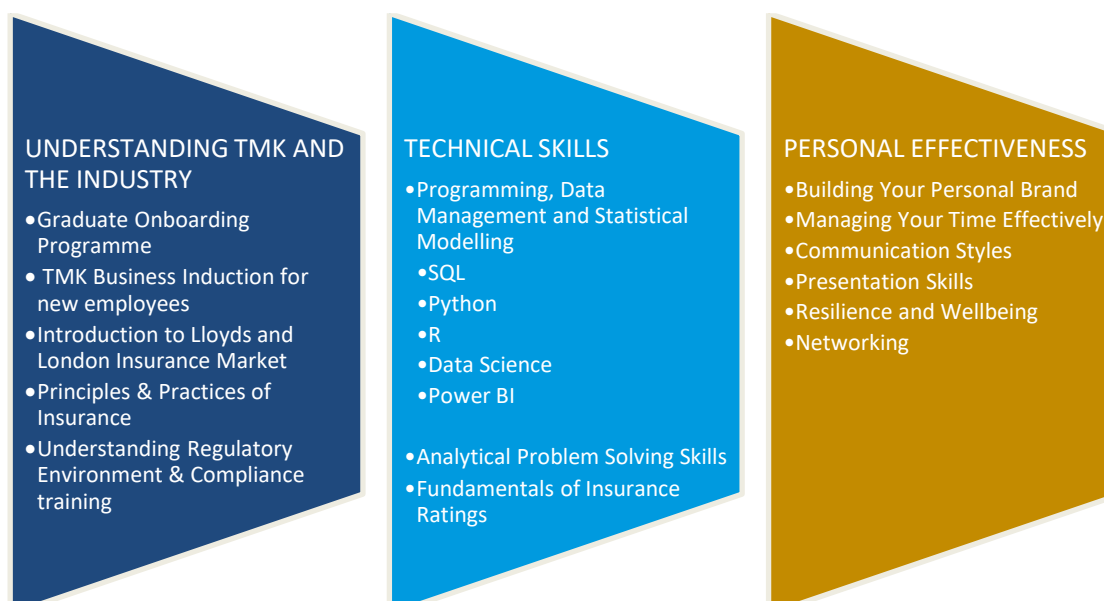 UNDERSTANDING TMK AND
THE INDUSTRY
•Graduate Onboarding
Programme
• TMK Business Induction for
new employees
•Introduction to Lloyds and
London Insurance Market
•Principles & Practices of
Insurance
•Understanding Regulatory
Environment & Compliance
training
TECHNICAL SKILLS
•Programming, Data
Management and Statistical
Modelling
•SQL
•Python
•R
•Data Science
•Power BI
•Analytical Problem Solving Skills
•Fundamentals of Insurance
Ratings
PERSONAL EFFECTIVENESS
•Building Your Personal Brand
•Managing Your Time Effectively
•Communication Styles
•Presentation Skills
•Resilience and Wellbeing
•Networking